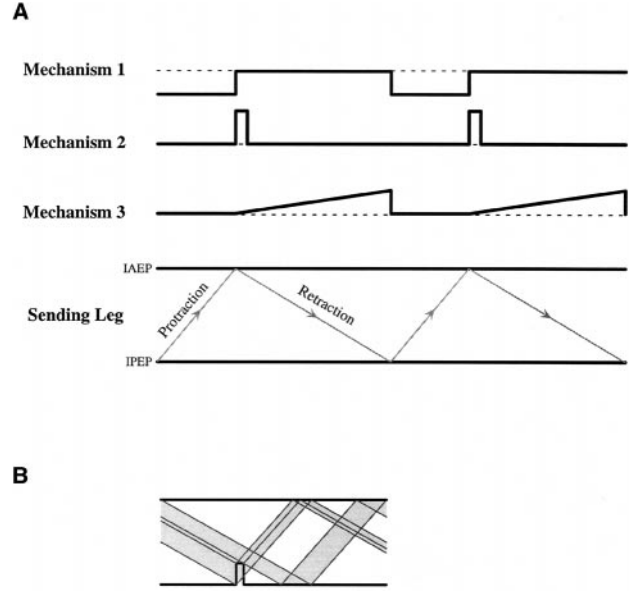 A
Mechanism 1
Mechanism 2
Mechanism 3
IAEP
Protraction
Retraction
Sending Leg
IPEP
B